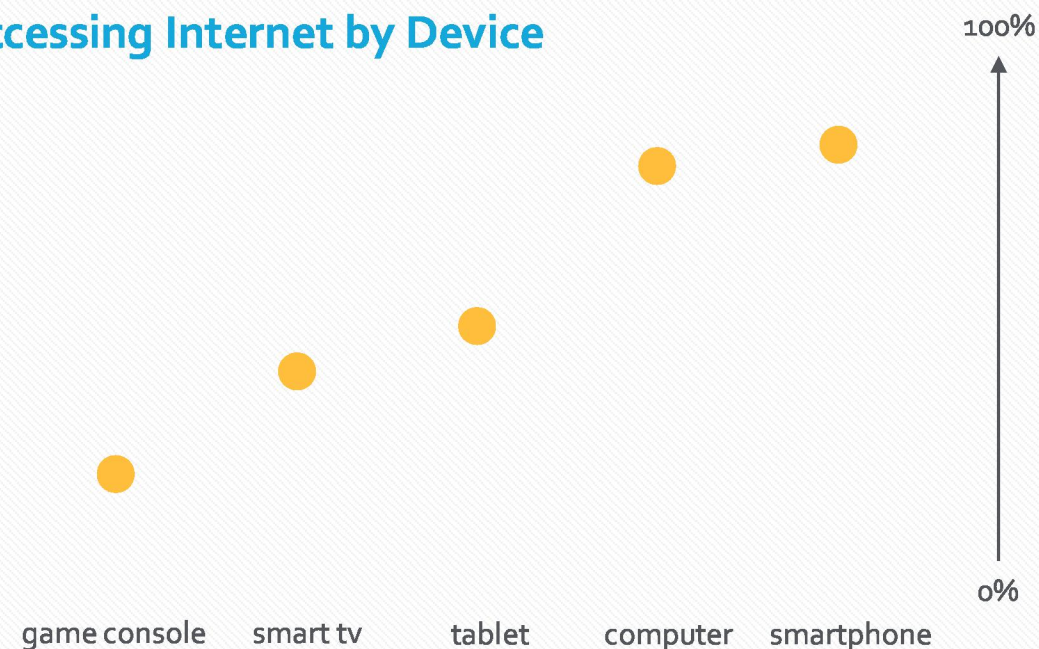 ccessing Internet by Device
100%
0%
game console smart tv tablet computer smartphone